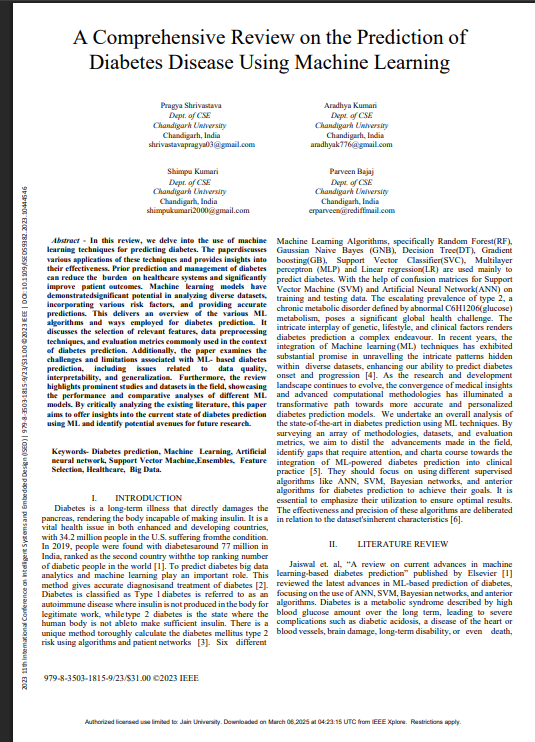 A Comprehensive Review on the Prediction of
Diabetes Disease Using Machine Learning
Pragya Shrivastava
Dept. of CSE
Chandigarh University
Chandigarh, India
shrivastavapragya03@gmail.com
Aradhya Kumari
Dept. of CSE
Chandigarh University
Chandigarh, India
aradhyak776@gmail.com
Shimpu Kumari
Dept. of CSE
Chandigarh University
Chandigarh, India
shimpukumari2000@gmail.com
Parveen Bajaj
Dept. of CSE
Chandigarh University
Chandigarh, India
erparveen@rediffmail.com
Abstract - In this review, we delve into the use of machine
learning techniques for predicting diabetes. The paperdiscusses
various applications of these techniques and provides insights into
their effectiveness. Prior prediction and management of diabetes
can reduce the burden on healthcare systems and significantly
improve patient outcomes. Machine learning models have
demonstratedsignificant potential in analyzing diverse datasets,
incorporating various risk factors, and providing accurate
predictions. This delivers an overview of the various ML
algorithms and ways employed for diabetes prediction. It
discusses the selection of relevant features, data preprocessing
techniques, and evaluation metrics commonly used in the context
of diabetes prediction. Additionally, the paper examines the
challenges and limitations associated with ML- based diabetes
prediction, including issues related to data quality,
interpretability, and generalization. Furthermore, the review
highlights prominent studies and datasets in the field, showcasing
the performance and comparative analyses of different ML
models. By critically analyzing the existing literature, this paper
aims to offer insights into the current state of diabetes prediction
using ML and identify potential avenues for future research.
Keywords- Diabetes prediction, Machine Learning, Artificial
Neural network, Support Vector Machine,Ensembles, Feature
Selection, Healthcare, Big Data.
I. INTRODUCTION
Diabetes is a long-term illness that directly damages the
pancreas, rendering the body incapable of making insulin. It is a
vital health issue in both enhanced and developing countries,
with 34.2 million people in the U.S. suffering fromthe condition.
In 2019, people were found with diabetesaround 77 million in
India, ranked as the second country withthe top ranking number
of diabetic people in the world [1]. To predict diabetes big data
analytics and machine learning play an important role. This
method gives accurate diagnosisand treatment of diabetes [2].
Diabetes is classified as Type 1diabetes is referred to as an
autoimmune disease where insulin is not produced in the body for
legitimate work, while type 2 diabetes is the state where the
human body is not ableto make sufficient insulin. There is a
unique method toroughly calculate the diabetes mellitus type 2
risk using algorithms and patient networks [3]. Six different
Machine Learning Algorithms, specifically Random Forest(RF),
Gaussian Naive Bayes (GNB), Decision Tree(DT), Gradient
boosting(GB), Support Vector Classifier(SVC), Multilayer
perceptron (MLP) and Linear regression(LR) are used mainly to
predict diabetes. With the help of confusion matrices for Support
Vector Machine (SVM) and Artificial Neural Network(ANN) on
training and testing data. The escalating prevalence of type 2, a
chronic metabolic disorder defined by abnormal C6H12O6(glucose)
metabolism, poses a significant global health challenge. The
intricate interplay of genetic, lifestyle, and clinical factors renders
diabetes prediction a complex endeavour. In recent years, the
integration of Machine Learning(ML) techniques has exhibited
substantial promise in unravelling the intricate patterns hidden
within diverse datasets, enhancing our ability to predict diabetes
onset and progression [4]. As the research and development
landscape continues to evolve, the convergence of medical insights
and advanced computational methodologies has illuminated a
transformative path towards more accurate and personalized
diabetes prediction models. We undertake an overall analysis of
the state-of-the-art in diabetes prediction using ML techniques. By
surveying an array of methodologies, datasets, and evaluation
metrics, we aim to distil the advancements made in the field,
identify gaps that require attention, and charta course towards the
integration of ML-powered diabetes prediction into clinical
practice [5]. They should focus on using different supervised
algorithms like ANN, SVM, Bayesian networks, and anterior
algorithms for diabetes prediction to achieve their goals. It is
essential to emphasize their utilization to ensure optimal results.
The effectiveness and precision of these algorithms are deliberated
in relation to the dataset'sinherent characteristics [6].
II. LITERATURE REVIEW
Jaiswal et. al, “A review on current advances in machine
learning-based diabetes prediction” published by Elsevier [1]
reviewed the latest advances in ML-based prediction of diabetes,
focusing on the use of ANN, SVM, Bayesian networks, and anterior
algorithms. Diabetes is a metabolic syndrome described by high
blood glucose amount over the long term, leading to severe
complications such as diabetic acidosis, a disease of the heart or
blood vessels, brain damage, long-term disability, or even death,
979-8-3503-1815-9/23/$31.00 ©2023 IEEE
Authorized licensed use limited to: Jain University. Downloaded on March 06,2025 at 04:23:15 UTC from IEEE Xplore. Restrictions apply.
2023 11th International Conference on Intelligent Systems and Embedded Design (ISED) | 979-8-3503-1815-9/23/$31.00 ©2023 IEEE | DOI: 10.1109/ISED59382.2023.10444546